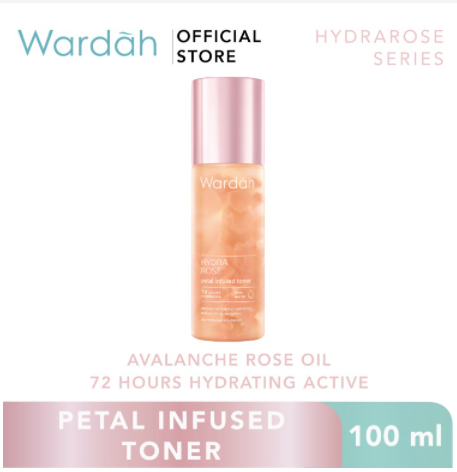 Wardah
OFFICIAL
STORE
HYDRAROSE
SERIES
Wardah
HYDRA
ROSE
petal infused toner
AVALANCHE ROSE OIL
72 HOURS HYDRATING ACTIVE
PETAL INFUSED
TONER
100 ml